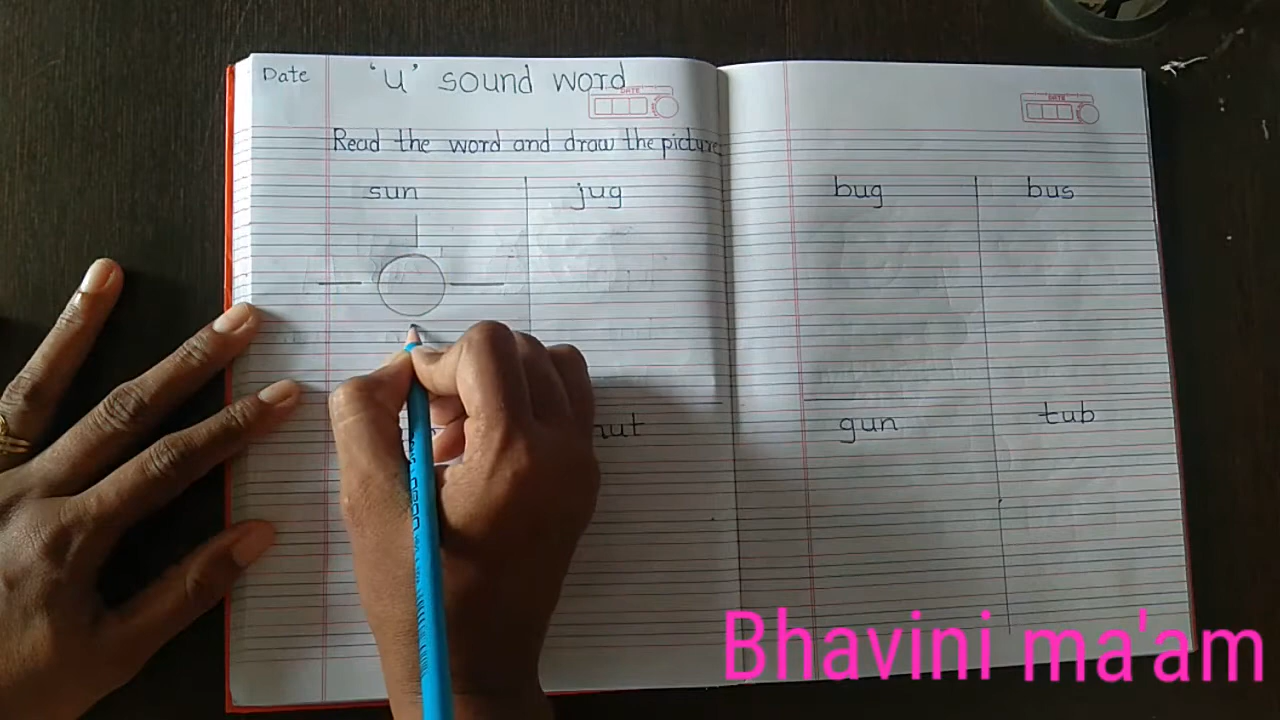 Date
'u' sound word
DATE
DATE
Read the word and draw the picture.
sun
jug
bug
bus
gun
tub
Bhavini ma'am